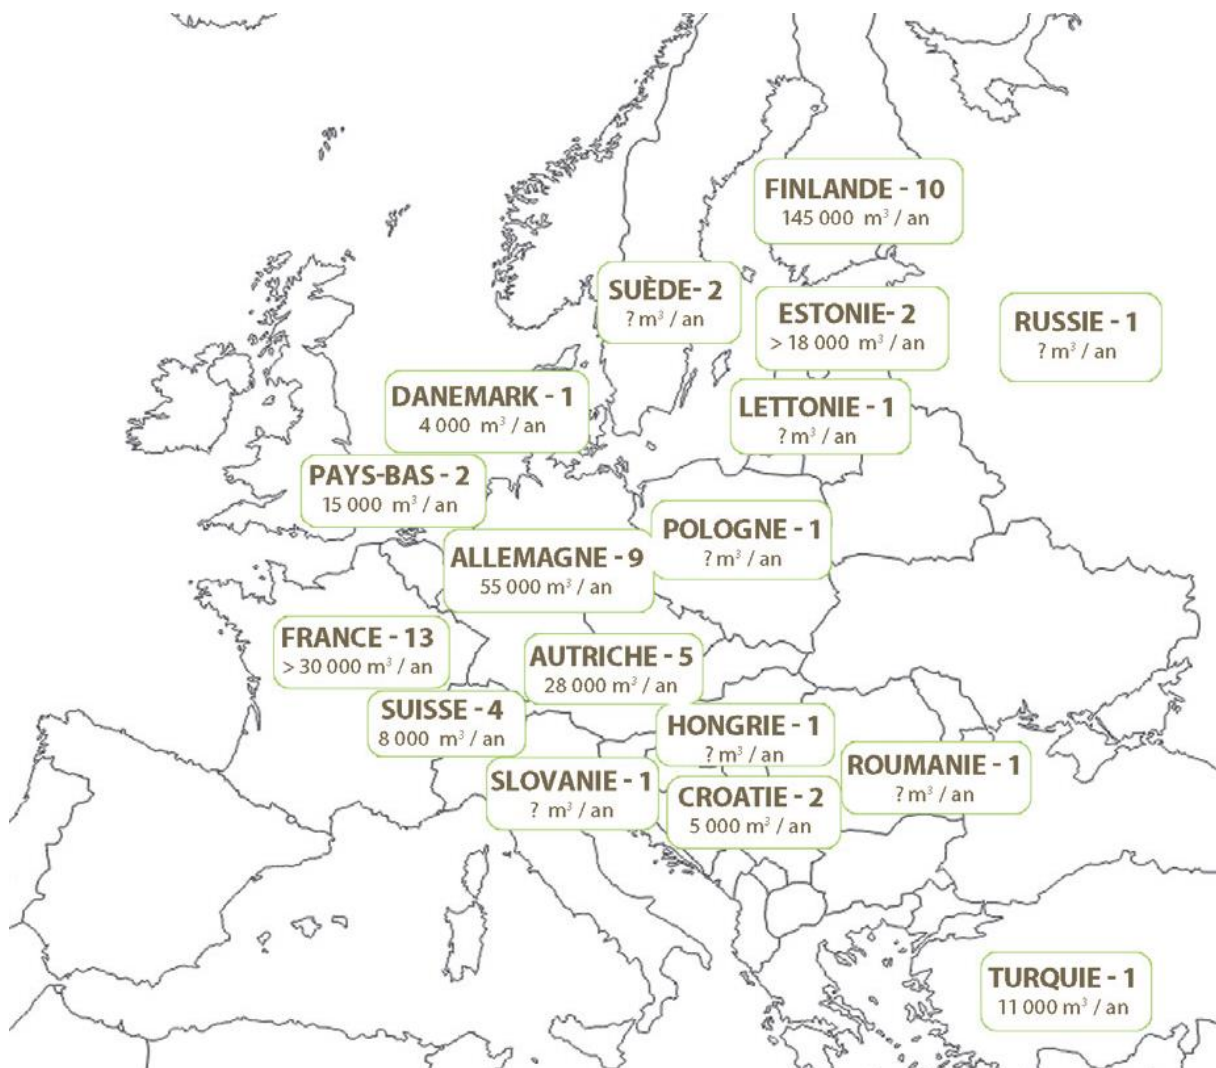 FINLANDE - 10
145 000 m³ / an
SUÈDE- 2
? m³ / an
ESTONIE- 2
> 18 000 m³ / an
RUSSIE - 1
? m³ / an
DANEMARK - 1
4 000 m³ / an
LETTONIE - 1
? m³ / an
PAYS-BAS - 2
15 000 m³ / an
POLOGNE - 1
? m³ / an
ALLEMAGNE - 9
55 000 m³ / an
FRANCE - 13
> 30 000 m³ / an
AUTRICHE - 5
28 000 m³ / an
SUISSE - 4
8 000 m³ / an
HONGRIE - 1
? m³ / an
ROUMANIE - 1
? m³ / an
SLOVANIE - 1
? m³ / an
CROATIE - 2
5 000 m³ / an
TURQUIE - 1
11 000 m³ / an